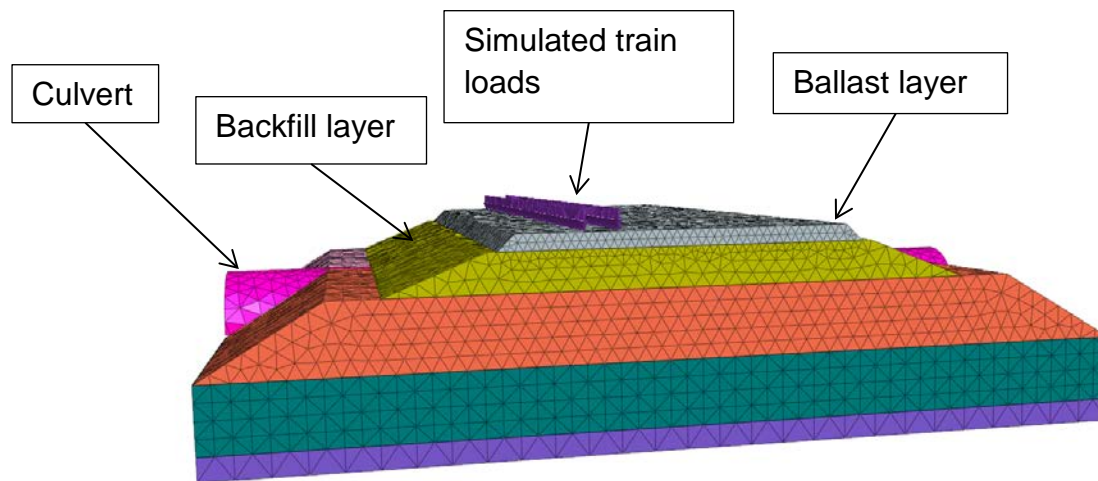 Simulated train
loads
Culvert
Backfill layer
Ballast layer